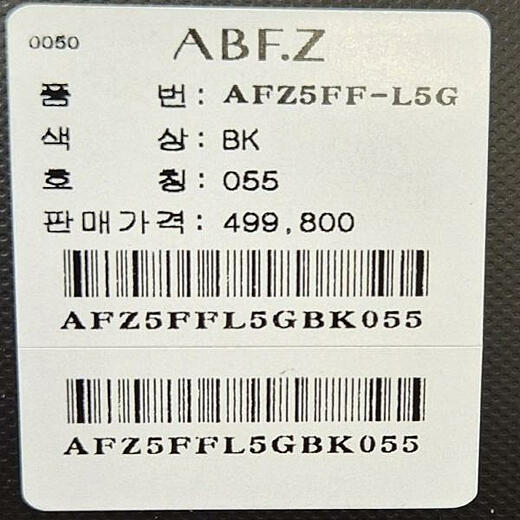 0050 ABF.Z
품 번 : AFZ5FF-L5G
색 상 : BK
호 칭 : 055
판매가격 : 499,800
AFZ5FFL5GBK055
AFZ5FFL5GBK055